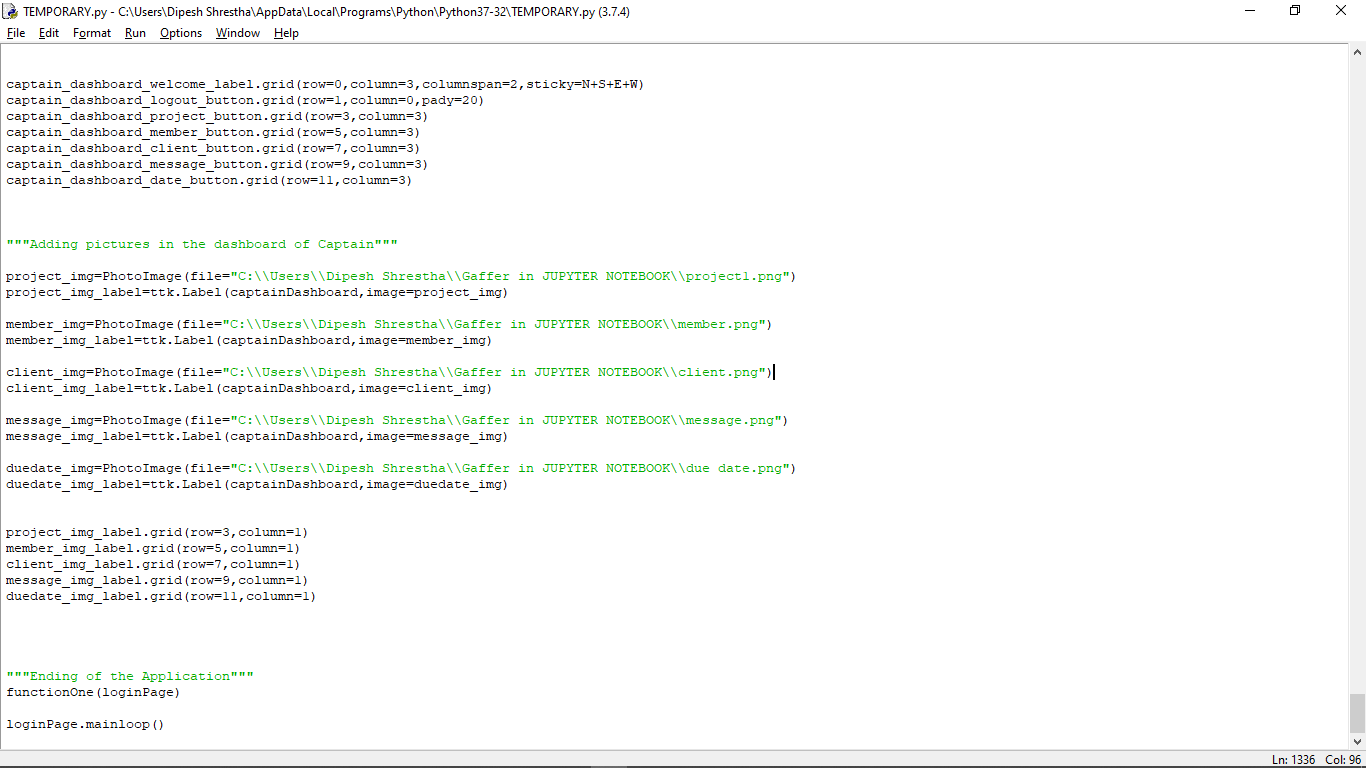 TEMPORARY.py - C:\Users\Dipesh Shrestha\AppData\Local\Programs\Python\Python37-32\TEMPORARY.py (3.7.4)
File Edit Format Run Options Window Help
captain_dashboard_welcome_label.grid(row=0,column=3,columnspan=2,sticky=N+S+E+W)
captain_dashboard_logout_button.grid(row=1,column=0,pady=20)
captain_dashboard_project_button.grid(row=3,column=3)
captain_dashboard_member_button.grid(row=5,column=3)
captain_dashboard_client_button.grid(row=7,column=3)
captain_dashboard_message_button.grid(row=9,column=3)
captain_dashboard_date_button.grid(row=11,column=3)
"""Adding pictures in the dashboard of Captain"""
project_img=PhotoImage(file="C:\\Users\\Dipesh Shrestha\\Gaffer in JUPYTER NOTEBOOK\\project1.png")
project_img_label=ttk.Label(captainDashboard,image=project_img)
member_img=PhotoImage(file="C:\\Users\\Dipesh Shrestha\\Gaffer in JUPYTER NOTEBOOK\\member.png")
member_img_label=ttk.Label(captainDashboard,image=member_img)
client_img=PhotoImage(file="C:\\Users\\Dipesh Shrestha\\Gaffer in JUPYTER NOTEBOOK\\client.png")
client_img_label=ttk.Label(captainDashboard,image=client_img)
message_img=PhotoImage(file="C:\\Users\\Dipesh Shrestha\\Gaffer in JUPYTER NOTEBOOK\\message.png")
message_img_label=ttk.Label(captainDashboard,image=message_img)
duedate_img=PhotoImage(file="C:\\Users\\Dipesh Shrestha\\Gaffer in JUPYTER NOTEBOOK\\due date.png")
duedate_img_label=ttk.Label(captainDashboard,image=duedate_img)
project_img_label.grid(row=3,column=1)
member_img_label.grid(row=5,column=1)
client_img_label.grid(row=7,column=1)
message_img_label.grid(row=9,column=1)
duedate_img_label.grid(row=11,column=1)
"""Ending of the Application"""
functionOne(loginPage)
loginPage.mainloop()
Ln: 1336 Col: 96